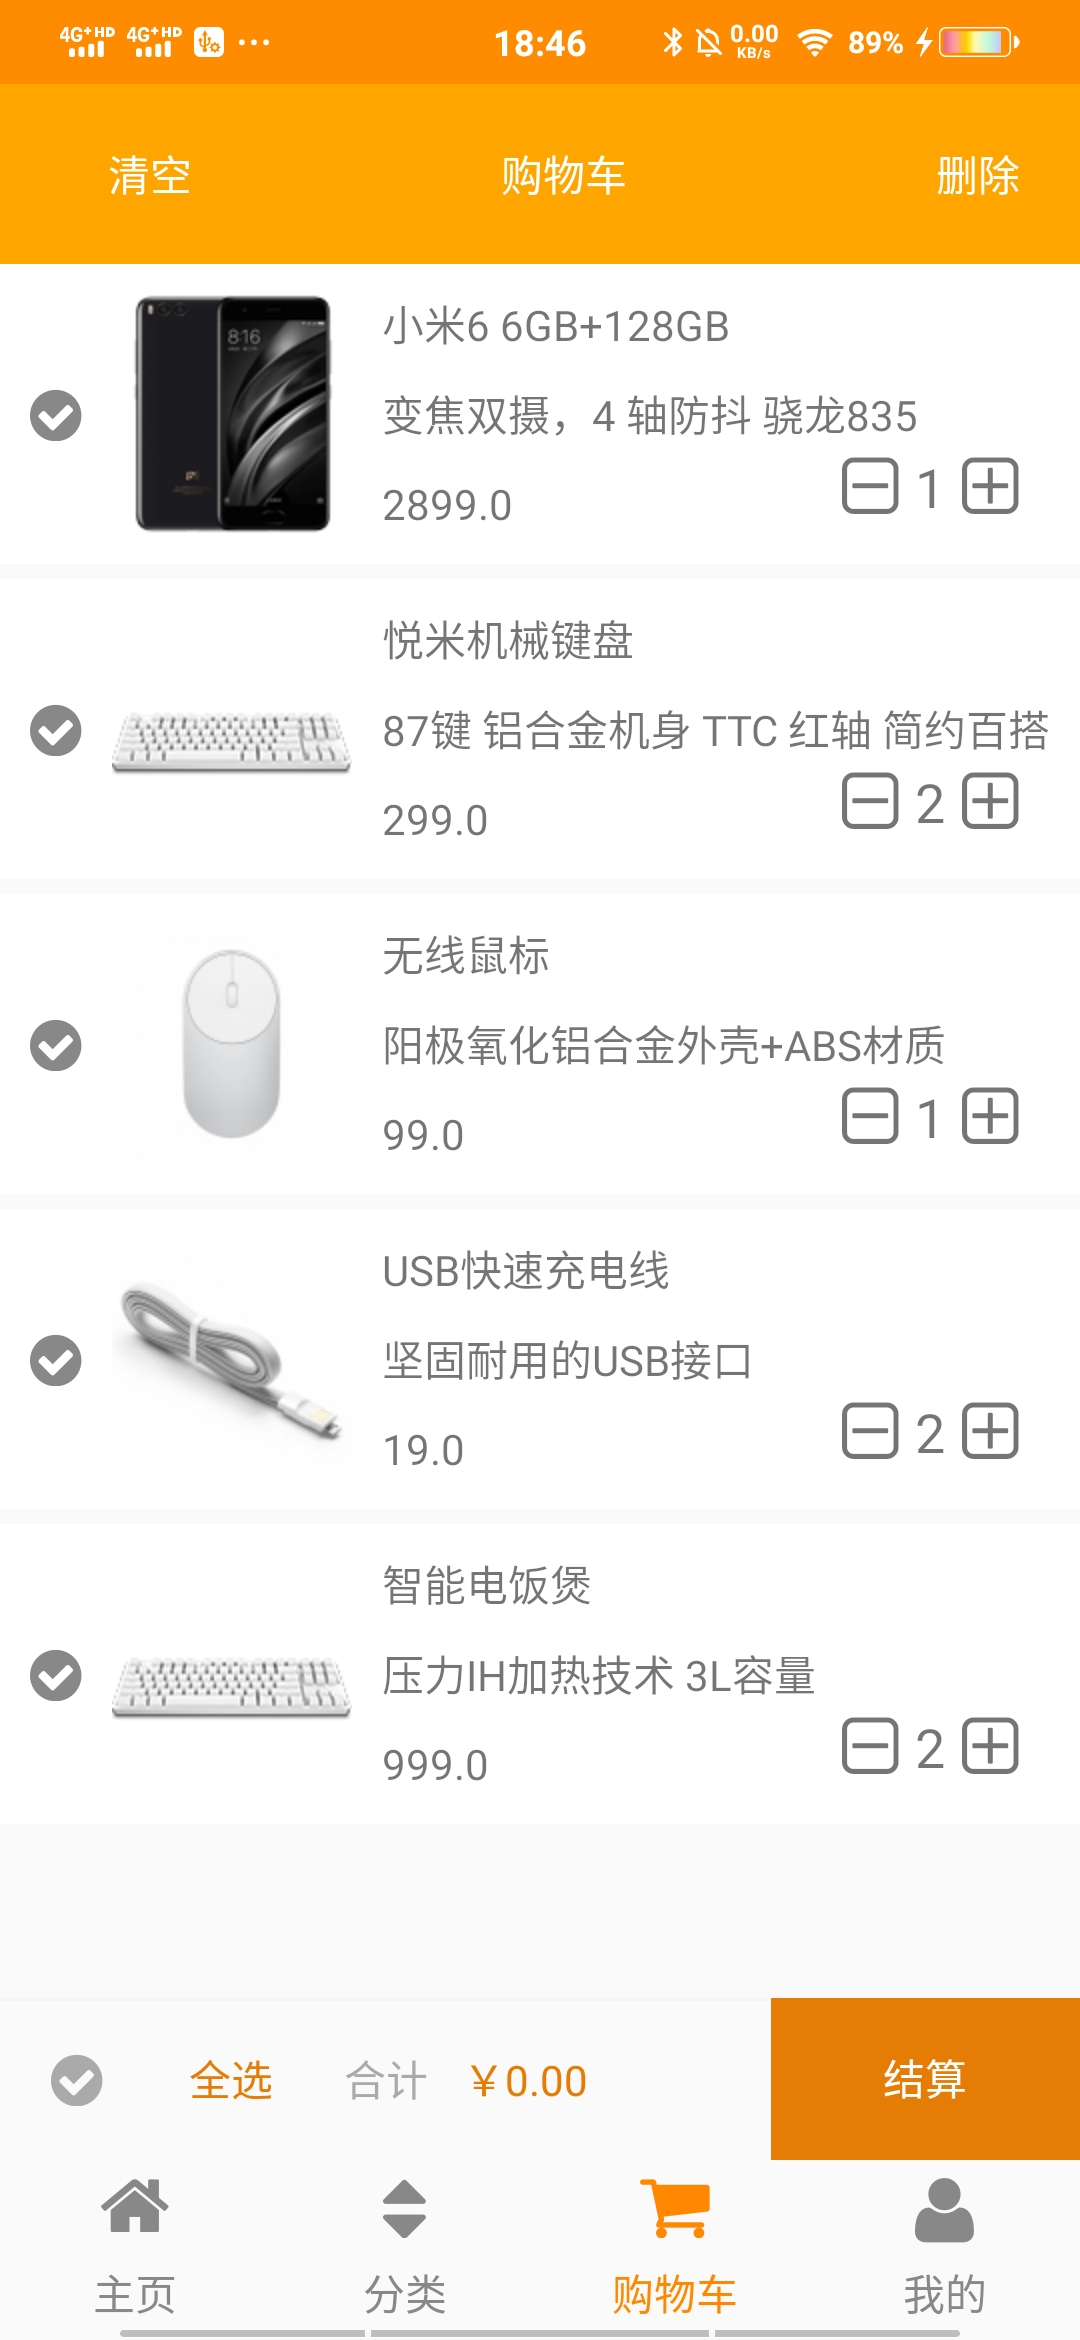 4G+HD 4G+HD 18:46 0.00 KB/s 89%
清空 购物车 删除
8:16
小米6 6GB+128GB
变焦双摄，4 轴防抖 骁龙835
2899.0 1
悦米机械键盘
87键 铝合金机身 TTC 红轴 简约百搭
299.0 2
无线鼠标
阳极氧化铝合金外壳+ABS材质
99.0 1
USB快速充电线
坚固耐用的USB接口
19.0 2
智能电饭煲
压力IH加热技术 3L容量
999.0 2
全选 合计 ￥0.00 结算
主页 分类 购物车 我的